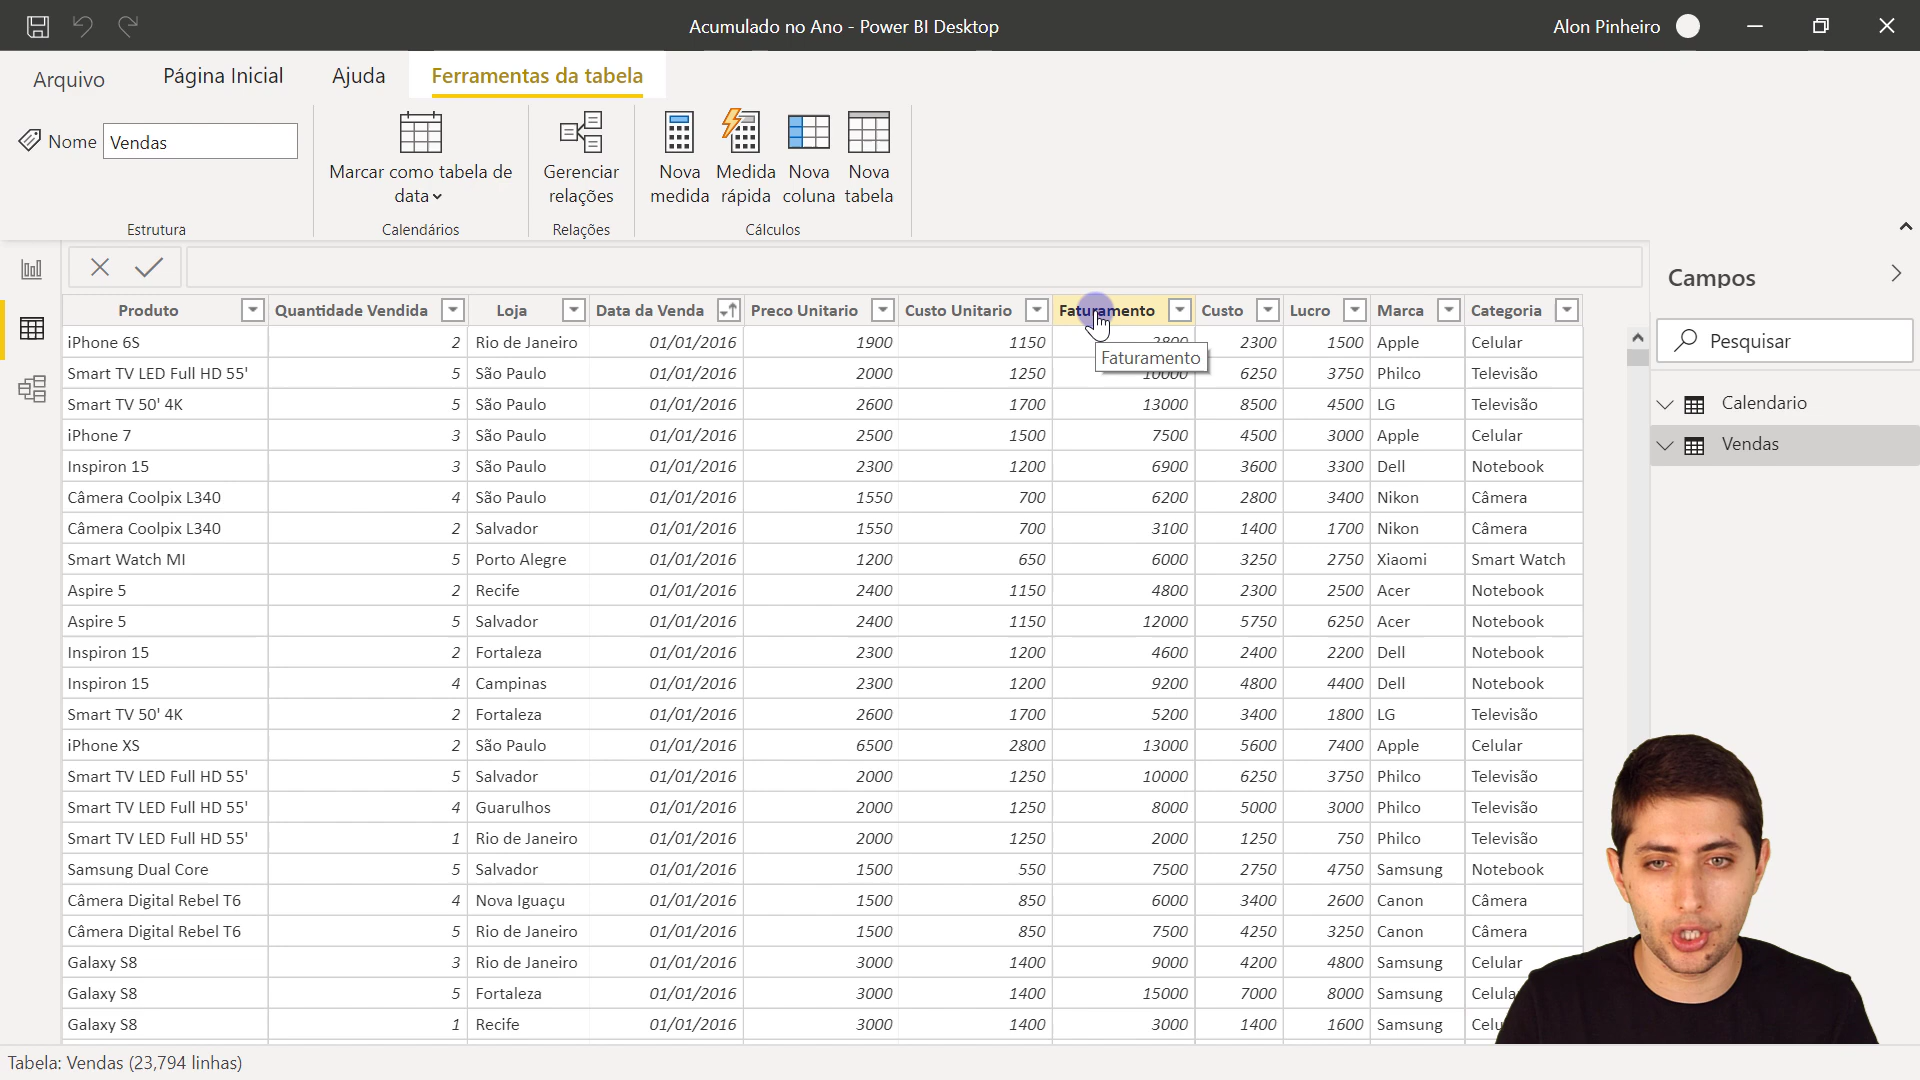 Acumulado no Ano - Power BI Desktop
Alon Pinheiro
Arquivo
Página Inicial
Ajuda
Ferramentas da tabela
Nome
Vendas
Marcar como tabela de
data
Gerenciar
relações
Nova
medida
Medida
rápida
Nova
coluna
Nova
tabela
Estrutura
Calendários
Relações
Cálculos
Produto Quantidade Vendida Loja Data da Venda Preco Unitario Custo Unitario Faturamento Custo Lucro Marca Categoria
iPhone 6S 2 Rio de Janeiro 01/01/2016 1900 1150 3800 2300 1500 Apple Celular
Faturamento
Smart TV LED Full HD 55' 5 São Paulo 01/01/2016 2000 1250 10000 6250 3750 Philco Televisão
Smart TV 50' 4K 5 São Paulo 01/01/2016 2600 1700 13000 8500 4500 LG Televisão
iPhone 7 3 São Paulo 01/01/2016 2500 1500 7500 4500 3000 Apple Celular
Inspiron 15 3 São Paulo 01/01/2016 2300 1200 6900 3600 3300 Dell Notebook
Câmera Coolpix L340 4 São Paulo 01/01/2016 1550 700 6200 2800 3400 Nikon Câmera
Câmera Coolpix L340 2 Salvador 01/01/2016 1550 700 3100 1400 1700 Nikon Câmera
Smart Watch MI 5 Porto Alegre 01/01/2016 1200 650 6000 3250 2750 Xiaomi Smart Watch
Aspire 5 2 Recife 01/01/2016 2400 1150 4800 2300 2500 Acer Notebook
Aspire 5 5 Salvador 01/01/2016 2400 1150 12000 5750 6250 Acer Notebook
Inspiron 15 2 Fortaleza 01/01/2016 2300 1200 4600 2400 2200 Dell Notebook
Inspiron 15 4 Campinas 01/01/2016 2300 1200 9200 4800 4400 Dell Notebook
Smart TV 50' 4K 2 Fortaleza 01/01/2016 2600 1700 5200 3400 1800 LG Televisão
iPhone XS 2 São Paulo 01/01/2016 6500 2800 13000 5600 7400 Apple Celular
Smart TV LED Full HD 55' 5 Salvador 01/01/2016 2000 1250 10000 6250 3750 Philco Televisão
Smart TV LED Full HD 55' 4 Guarulhos 01/01/2016 2000 1250 8000 5000 3000 Philco Televisão
Smart TV LED Full HD 55' 1 Rio de Janeiro 01/01/2016 2000 1250 2000 1250 750 Philco Televisão
Samsung Dual Core 5 Salvador 01/01/2016 1500 550 7500 2750 4750 Samsung Notebook
Câmera Digital Rebel T6 4 Nova Iguaçu 01/01/2016 1500 850 6000 3400 2600 Canon Câmera
Câmera Digital Rebel T6 5 Rio de Janeiro 01/01/2016 1500 850 7500 4250 3250 Canon Câmera
Galaxy S8 3 Rio de Janeiro 01/01/2016 3000 1400 9000 4200 4800 Samsung Celular
Galaxy S8 5 Fortaleza 01/01/2016 3000 1400 15000 7000 8000 Samsung Celula
Galaxy S8 1 Recife 01/01/2016 3000 1400 3000 1400 1600 Samsung Celu
Campos
Pesquisar
Calendario
Vendas
Tabela: Vendas (23,794 linhas)